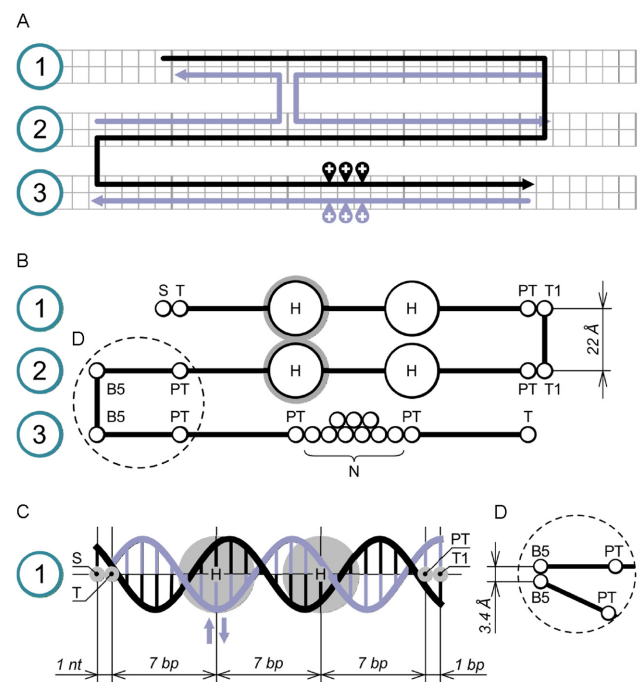 A
1
2
3
+ + +
+ + +
B
1
S T
H H
PT T1
22 Å
D
2
H H
B5 PT
PT T1
3
B5 PT
PT PT T
N
C
1
S
T
H H
PT
T1
1 nt 7 bp 7 bp 7 bp 1 bp
D
B5 PT
B5 PT
3.4 Å